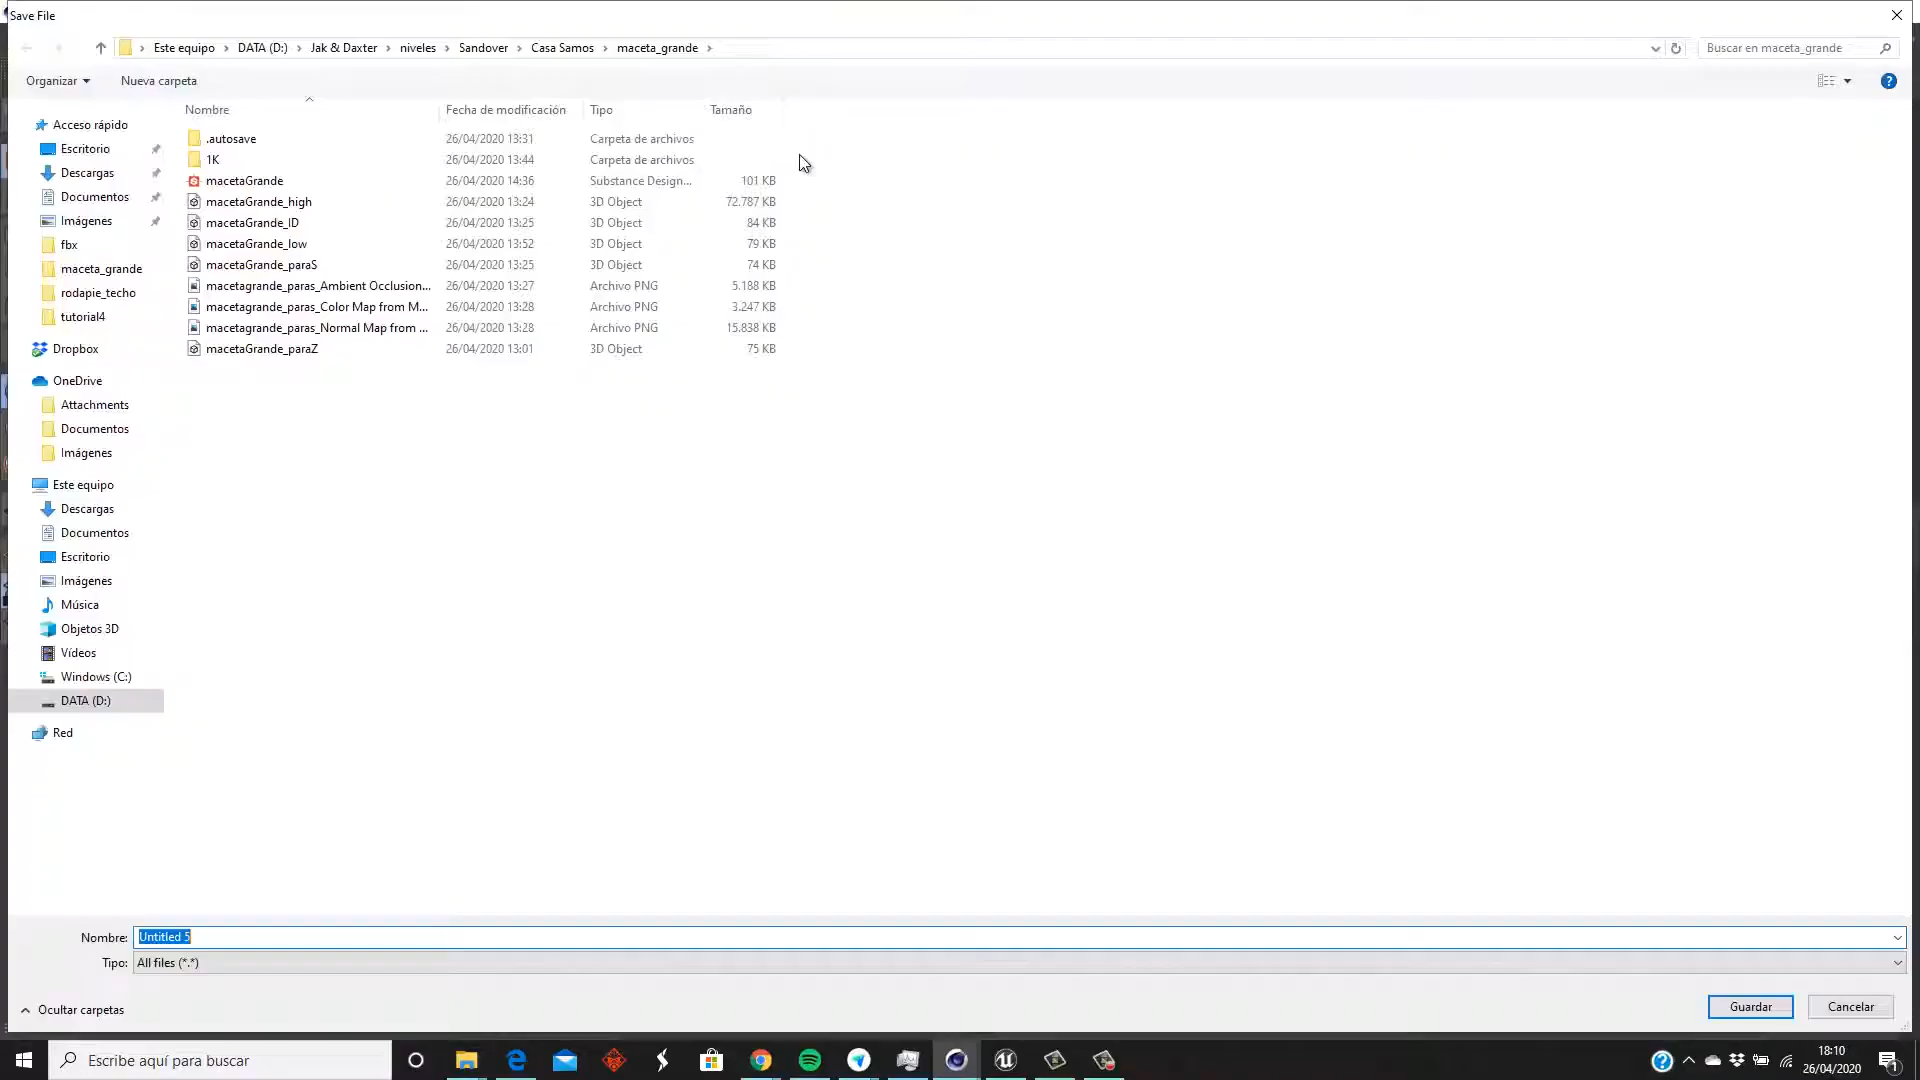 Save File
Este equipo > DATA (D:) > Jak & Daxter > niveles > Sandover > Casa Samos > maceta_grande >
Buscar en maceta_grande
Organizar
Nueva carpeta
Nombre Fecha de modificación Tipo Tamaño
.autosave 26/04/2020 13:31 Carpeta de archivos
1K 26/04/2020 13:44 Carpeta de archivos
macetaGrande 26/04/2020 14:36 Substance Design... 101 KB
macetaGrande_high 26/04/2020 13:24 3D Object 72.787 KB
macetaGrande_ID 26/04/2020 13:25 3D Object 84 KB
macetaGrande_low 26/04/2020 13:52 3D Object 79 KB
macetaGrande_paraS 26/04/2020 13:25 3D Object 74 KB
macetagrande_paras_Ambient Occlusion... 26/04/2020 13:27 Archivo PNG 5.188 KB
macetagrande_paras_Color Map from M... 26/04/2020 13:28 Archivo PNG 3.247 KB
macetagrande_paras_Normal Map from ... 26/04/2020 13:28 Archivo PNG 15.838 KB
macetaGrande_paraZ 26/04/2020 13:01 3D Object 75 KB
Acceso rápido
Escritorio
Descargas
Documentos
Imágenes
fbx
maceta_grande
rodapie_techo
tutorial4
Dropbox
OneDrive
Attachments
Documentos
Imágenes
Este equipo
Descargas
Documentos
Escritorio
Imágenes
Música
Objetos 3D
Vídeos
Windows (C:)
DATA (D:)
Red
Nombre: Untitled 5
Tipo: All files (*.*)
Ocultar carpetas
Guardar
Cancelar
Escribe aquí para buscar
18:10
26/04/2020
1